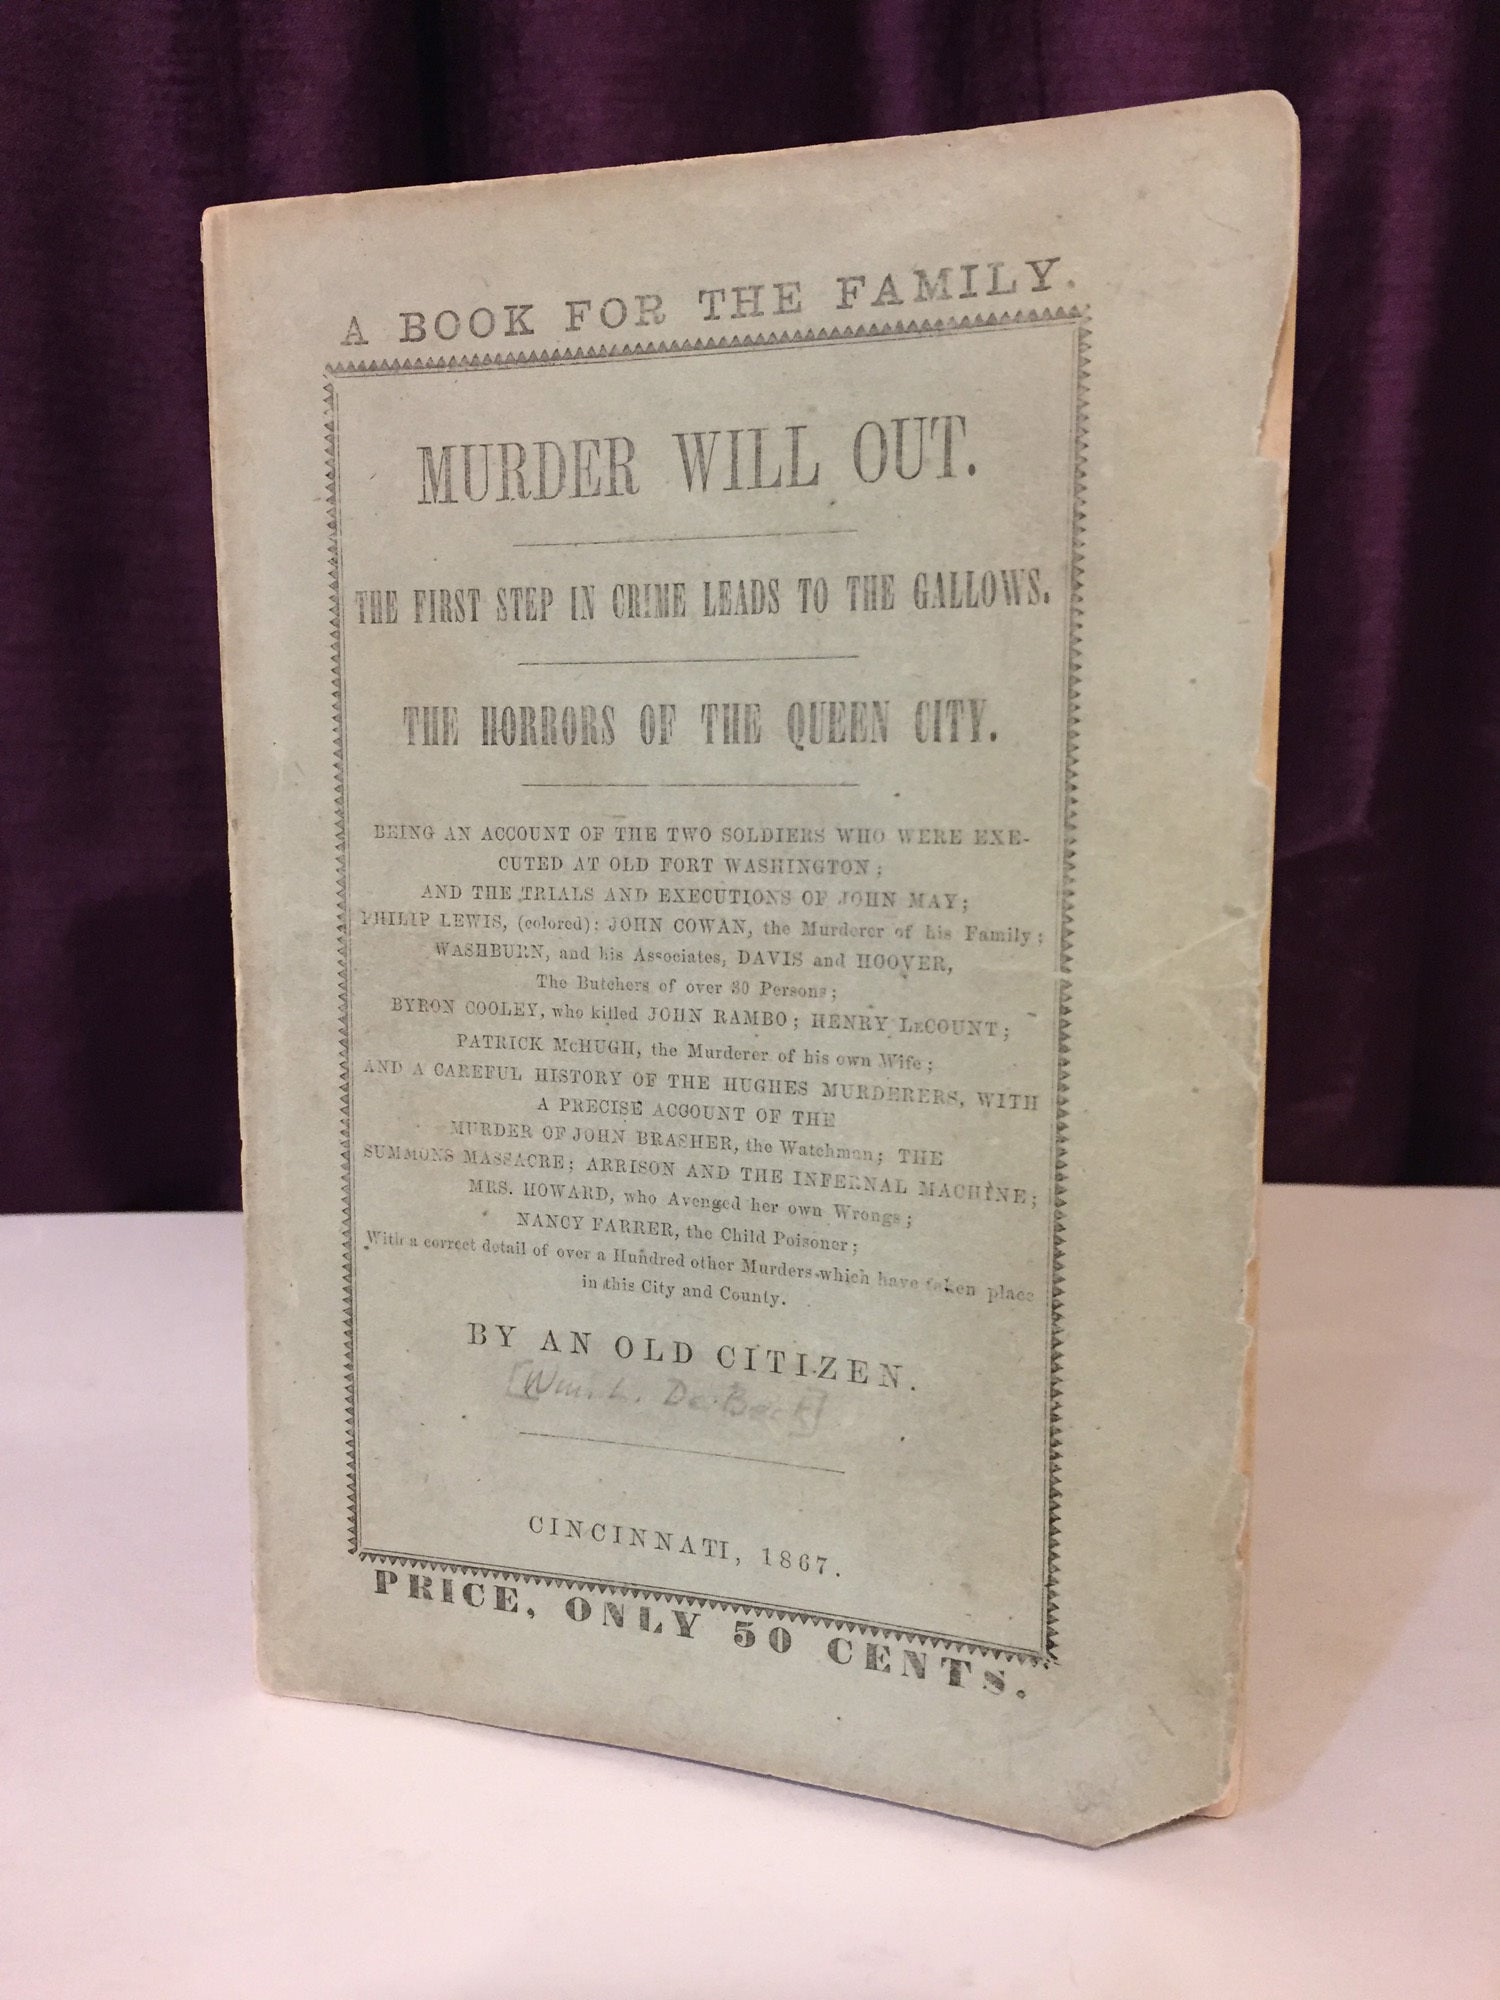 A BOOK FOR THE FAMILY.
MURDER WILL OUT.
THE FIRST STEP IN CRIME LEADS TO THE GALLOWS.
THE HORRORS OF THE QUEEN CITY.
BEING AN ACCOUNT OF THE TWO SOLDIERS WHO WERE EXE-
CUTED AT OLD FORT WASHINGTON;
AND THE TRIALS AND EXECUTIONS OF JOHN MAY;
PHILIP LEWIS, (colored); JOHN COWAN, the Murderer of his Family;
WASHBURN, and his Associates, DAVIS and HOOVER,
The Butchers of over 30 Persons;
BYRON COOLEY, who killed JOHN RAMBO; HENRY LeCOUNT;
PATRICK McHUGH, the Murderer of his own Wife;
AND A CAREFUL HISTORY OF THE HUGHES MURDERERS, WITH
A PRECISE ACCOUNT OF THE
MURDER OF JOHN BRASHER, the Watchman; THE
SUMMONS MASSACRE; ARRISON AND THE INFERNAL MACHINE;
MRS. HOWARD, who Avenged her own Wrongs;
NANCY FARRER, the Child Poisoner;
With a correct detail of over a Hundred other Murders which have taken place
in this City and County.
BY AN OLD CITIZEN.
[Wm. L. De Beck]
CINCINNATI, 1867.
PRICE, ONLY 50 CENTS.